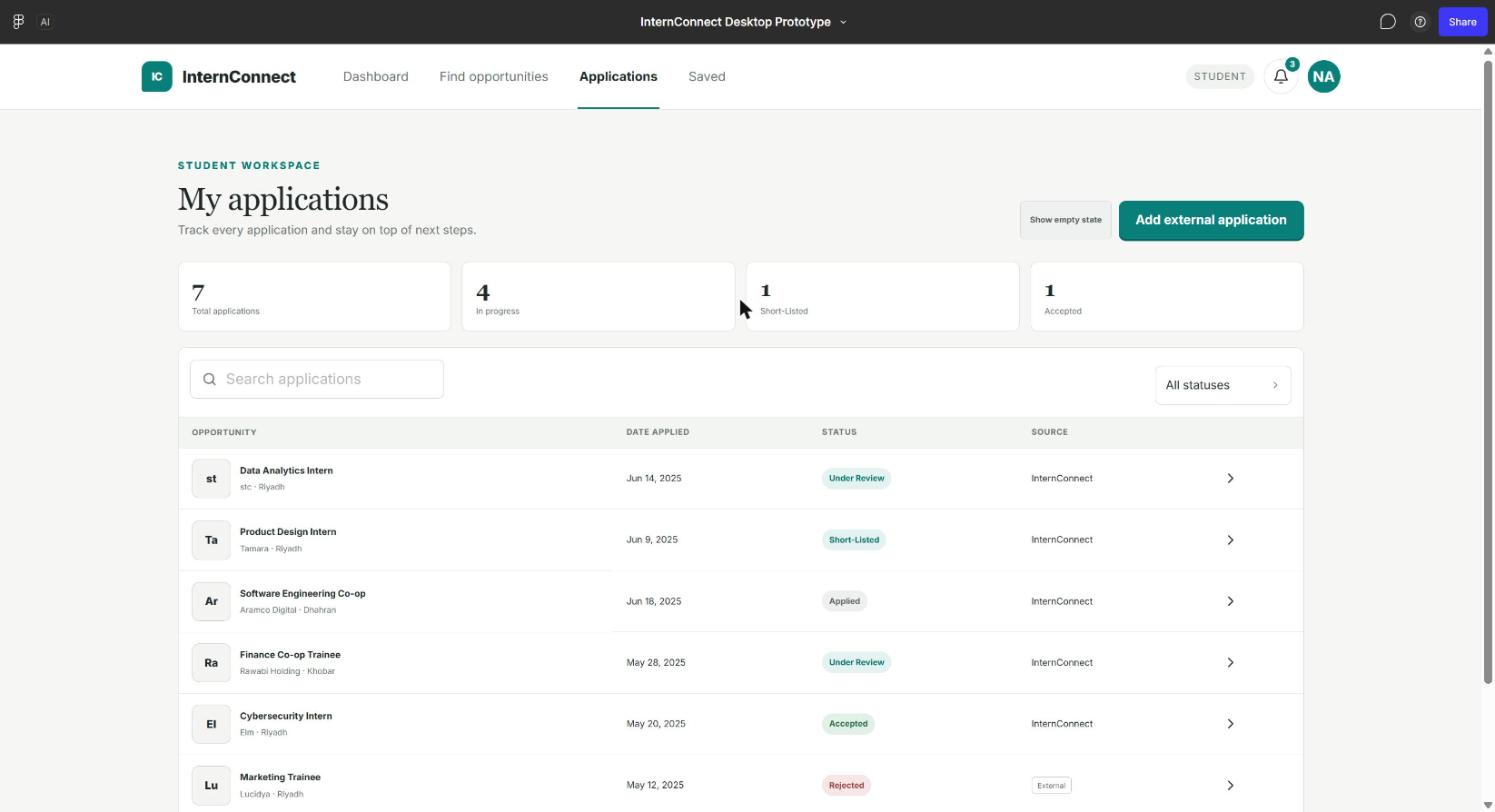 AI
InternConnect Desktop Prototype
Share
IC InternConnect
Dashboard
Find opportunities
Applications
Saved
STUDENT
3
NA
STUDENT WORKSPACE
My applications
Track every application and stay on top of next steps.
Show empty state
Add external application
7
Total applications
4
In progress
1
Short-Listed
1
Accepted
Search applications
All statuses
OPPORTUNITY DATE APPLIED STATUS SOURCE
st
Data Analytics Intern
stc · Riyadh
Jun 14, 2025
Under Review
InternConnect
Ta
Product Design Intern
Tamara · Riyadh
Jun 9, 2025
Short-Listed
InternConnect
Ar
Software Engineering Co-op
Aramco Digital · Dhahran
Jun 18, 2025
Applied
InternConnect
Ra
Finance Co-op Trainee
Rawabi Holding · Khobar
May 28, 2025
Under Review
InternConnect
El
Cybersecurity Intern
Elm · Riyadh
May 20, 2025
Accepted
InternConnect
Lu
Marketing Trainee
Lucidya · Riyadh
May 12, 2025
Rejected
External